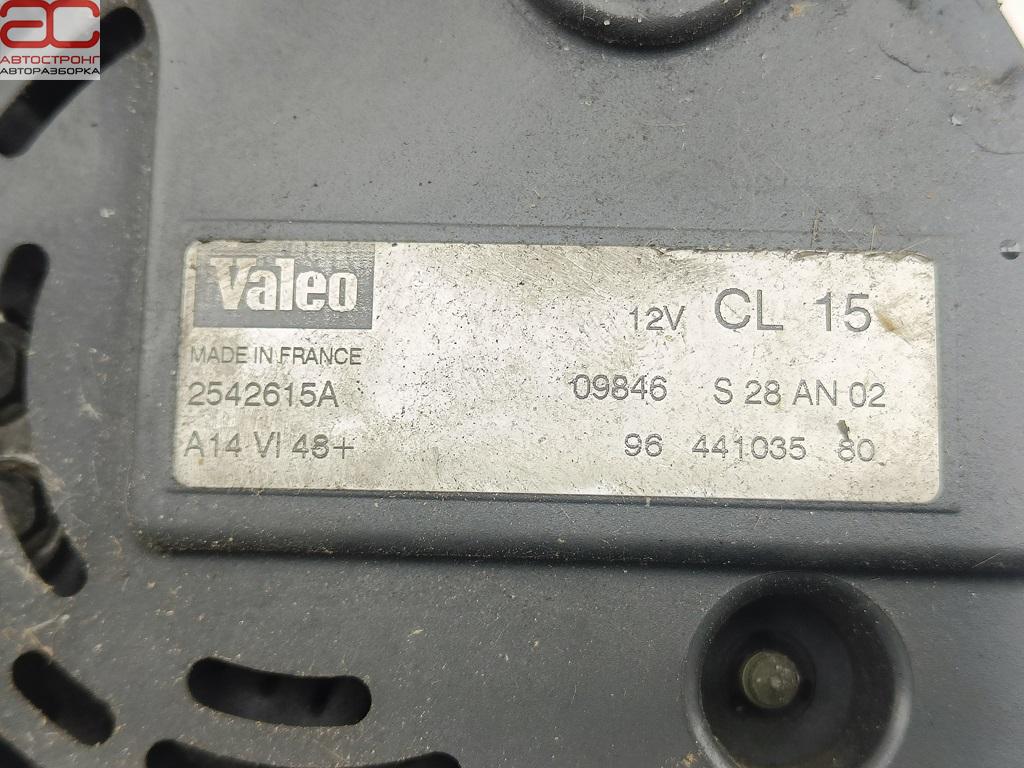 АС
АВТОСТРОНГ
АВТОРАЗБОРКА
Valeo
12V CL 15
MADE IN FRANCE
2542615A 09846 S 28 AN 02
A14 VI 48+ 96 441035 80